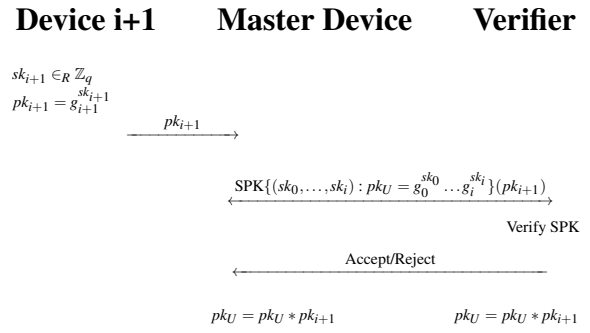 Device i+1 Master Device Verifier
sk_{i+1} ∈_R ℤ_q
pk_{i+1} = g_{i+1}^{sk_{i+1}}
pk_{i+1}
SPK{(sk_0,…,sk_i) : pk_U = g_0^{sk_0} … g_i^{sk_i}}(pk_{i+1})
Verify SPK
Accept/Reject
pk_U = pk_U * pk_{i+1} pk_U = pk_U * pk_{i+1}